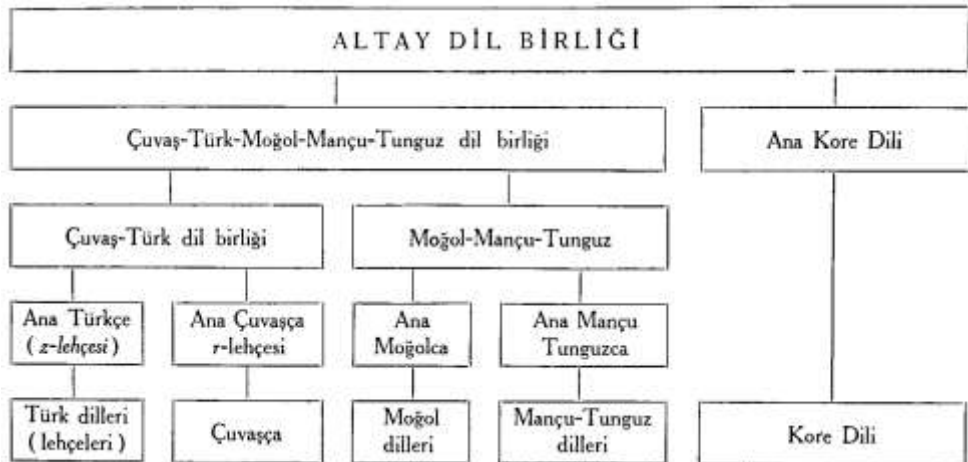 ALTAY DİL BİRLİĞİ
Çuvaş-Türk-Moğol-Mançu-Tunguz dil birliği
Ana Kore Dili
Çuvaş-Türk dil birliği
Moğol-Mançu-Tunguz
Ana Türkçe
(z-lehçesi)
Ana Çuvaşça
r-lehçesi
Ana
Moğolca
Ana Mançu
Tunguzca
Türk dilleri
(lehçeleri)
Çuvaşça
Moğol
dilleri
Mançu-Tunguz
dilleri
Kore Dili